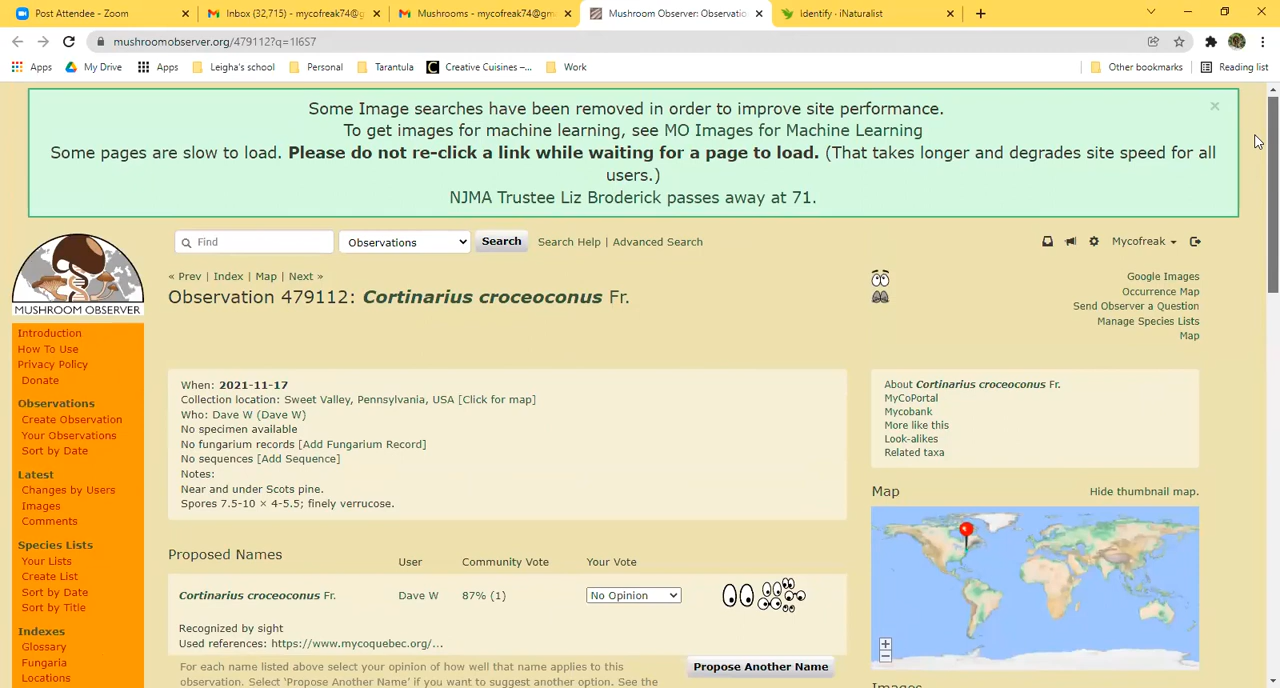 Post Attendee - Zoom
Inbox (32,715) - mycofreak74@g
Mushrooms - mycofreak74@gm
Mushroom Observer: Observatio
Identify · iNaturalist
mushroomobserver.org/479112?q=1I6S7
Apps
My Drive
Apps
Leigha's school
Personal
Tarantula
Creative Cuisines –...
Work
Other bookmarks
Reading list
Some Image searches have been removed in order to improve site performance.
To get images for machine learning, see MO Images for Machine Learning
Some pages are slow to load. Please do not re-click a link while waiting for a page to load. (That takes longer and degrades site speed for all
users.)
NJMA Trustee Liz Broderick passes away at 71.
MUSHROOM OBSERVER
Find
Observations
Search
Search Help | Advanced Search
Mycofreak
« Prev | Index | Map | Next »
Observation 479112: Cortinarius croceoconus Fr.
Google Images
Occurrence Map
Send Observer a Question
Manage Species Lists
Map
Introduction
How To Use
Privacy Policy
Donate
Observations
Create Observation
Your Observations
Sort by Date
Latest
Changes by Users
Images
Comments
Species Lists
Your Lists
Create List
Sort by Date
Sort by Title
Indexes
Glossary
Fungaria
Locations
When: 2021-11-17
Collection location: Sweet Valley, Pennsylvania, USA [Click for map]
Who: Dave W (Dave W)
No specimen available
No fungarium records [Add Fungarium Record]
No sequences [Add Sequence]
Notes:
Near and under Scots pine.
Spores 7.5-10 × 4-5.5; finely verrucose.
About Cortinarius croceoconus Fr.
MyCoPortal
Mycobank
More like this
Look-alikes
Related taxa
Map
Hide thumbnail map.
Proposed Names
User
Community Vote
Your Vote
Cortinarius croceoconus Fr.
Dave W
87% (1)
No Opinion
Recognized by sight
Used references: https://www.mycoquebec.org/...
For each name listed above select your opinion of how well that name applies to this
observation. Select 'Propose Another Name' if you want to suggest another option. See the
Propose Another Name
Images